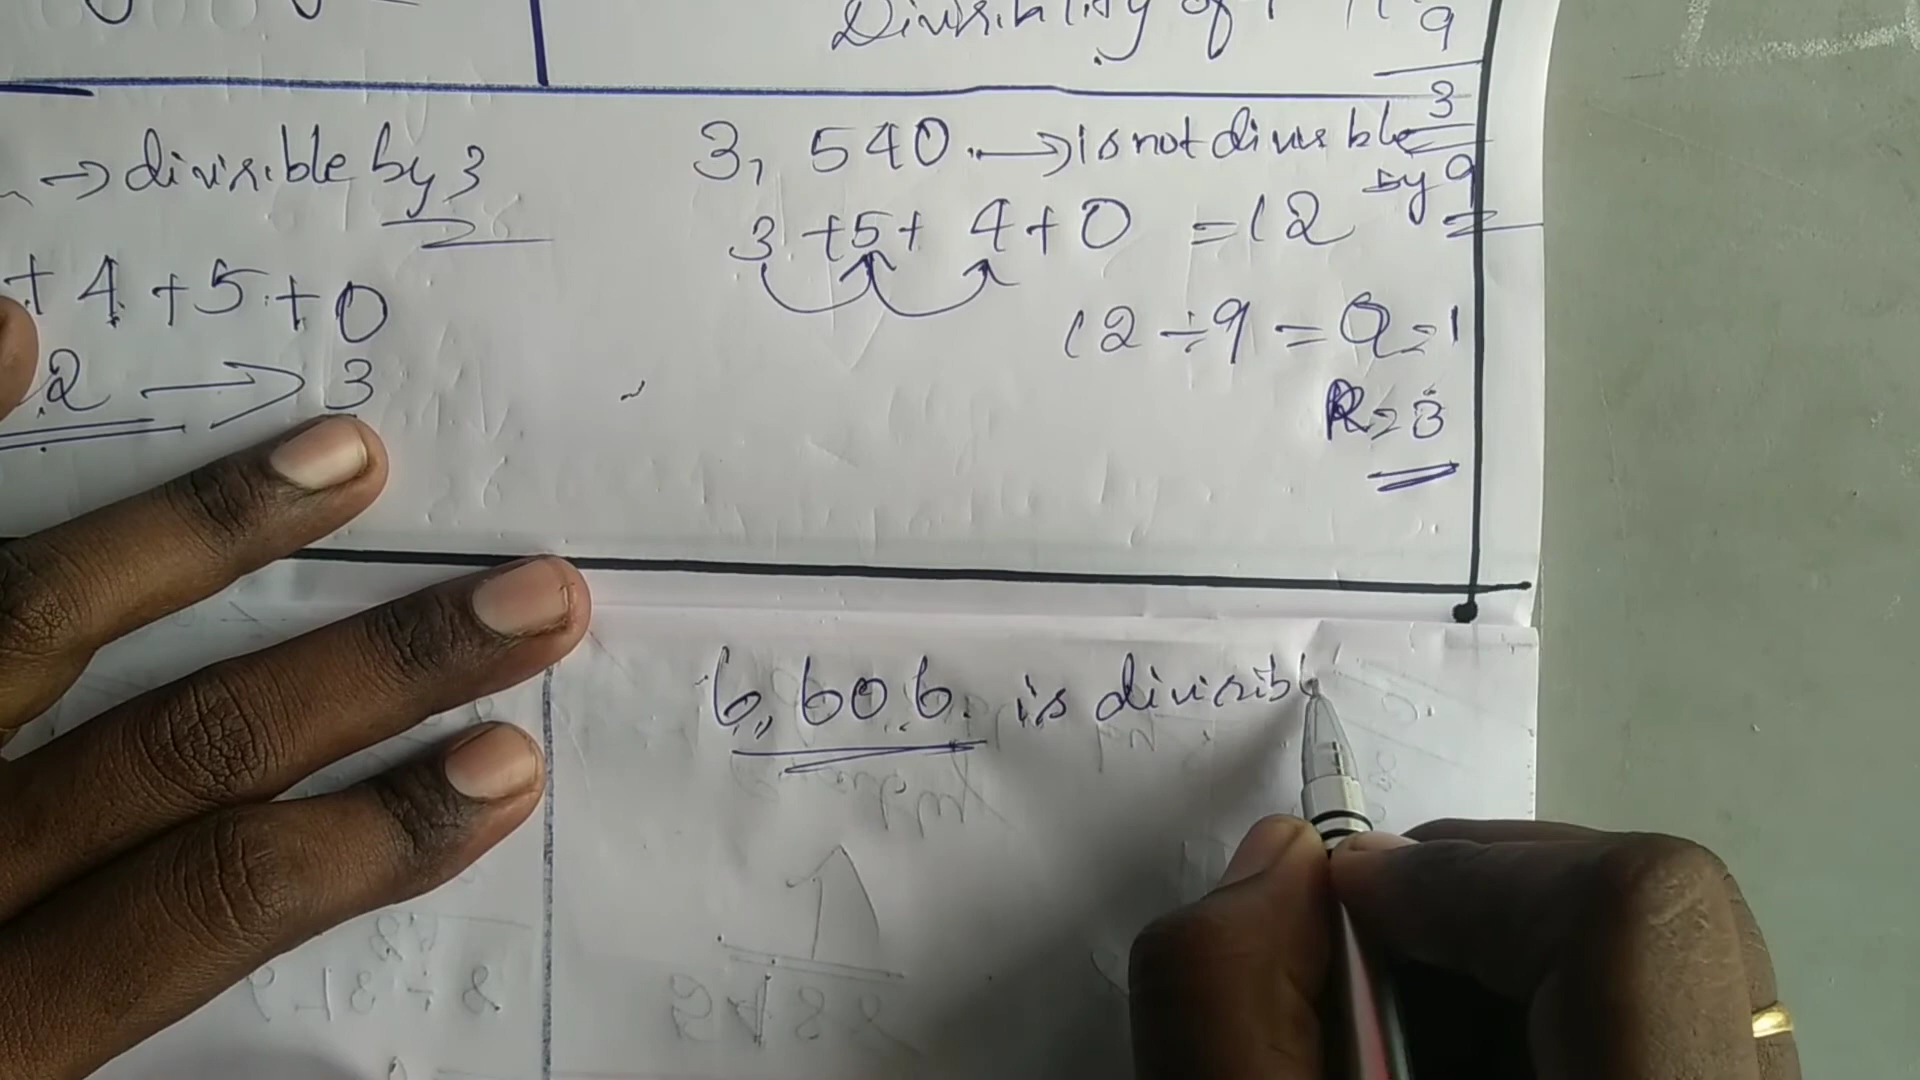 Divisibility of
9
3
9
→ divisible by 3
+ 4 + 5 + 0
2 → 3
3, 540. → is not divisible
by 9
3 + 5 + 4 + 0 = 12
12 ÷ 9 = Q = 1
R = 3
6, 606. is divisib